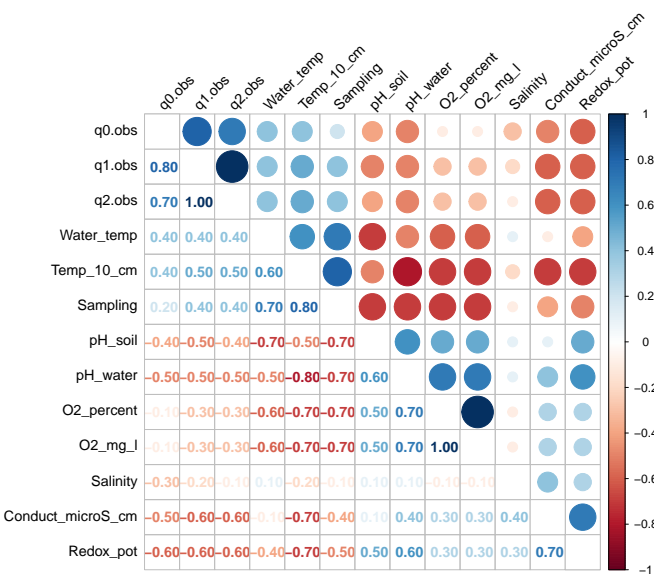 q0.obs q1.obs q2.obs Water_temp Temp_10_cm Sampling pH_soil pH_water O2_percent O2_mg_l Salinity Conduct_microS_cm Redox_pot
q0.obs
q1.obs 0.80
q2.obs 0.70 1.00
Water_temp 0.40 0.40 0.40
Temp_10_cm 0.40 0.50 0.50 0.60
Sampling 0.20 0.40 0.40 0.70 0.80
pH_soil −0.40 −0.50 −0.40 −0.70 −0.50 −0.70
pH_water −0.50 −0.50 −0.50 −0.50 −0.80 −0.70 0.60
O2_percent −0.10 −0.30 −0.30 −0.60 −0.70 −0.70 0.50 0.70
O2_mg_l −0.10 −0.30 −0.30 −0.60 −0.70 −0.70 0.50 0.70 1.00
Salinity −0.30 −0.20 −0.10 0.10 −0.20 −0.10 0.10 0.10 −0.10 −0.10
Conduct_microS_cm −0.50 −0.60 −0.60 −0.10 −0.70 −0.40 0.10 0.40 0.30 0.30 0.40
Redox_pot −0.60 −0.60 −0.60 −0.40 −0.70 −0.50 0.50 0.60 0.30 0.30 0.30 0.70
1
0.8
0.6
0.4
0.2
0
−0.2
−0.4
−0.6
−0.8
−1